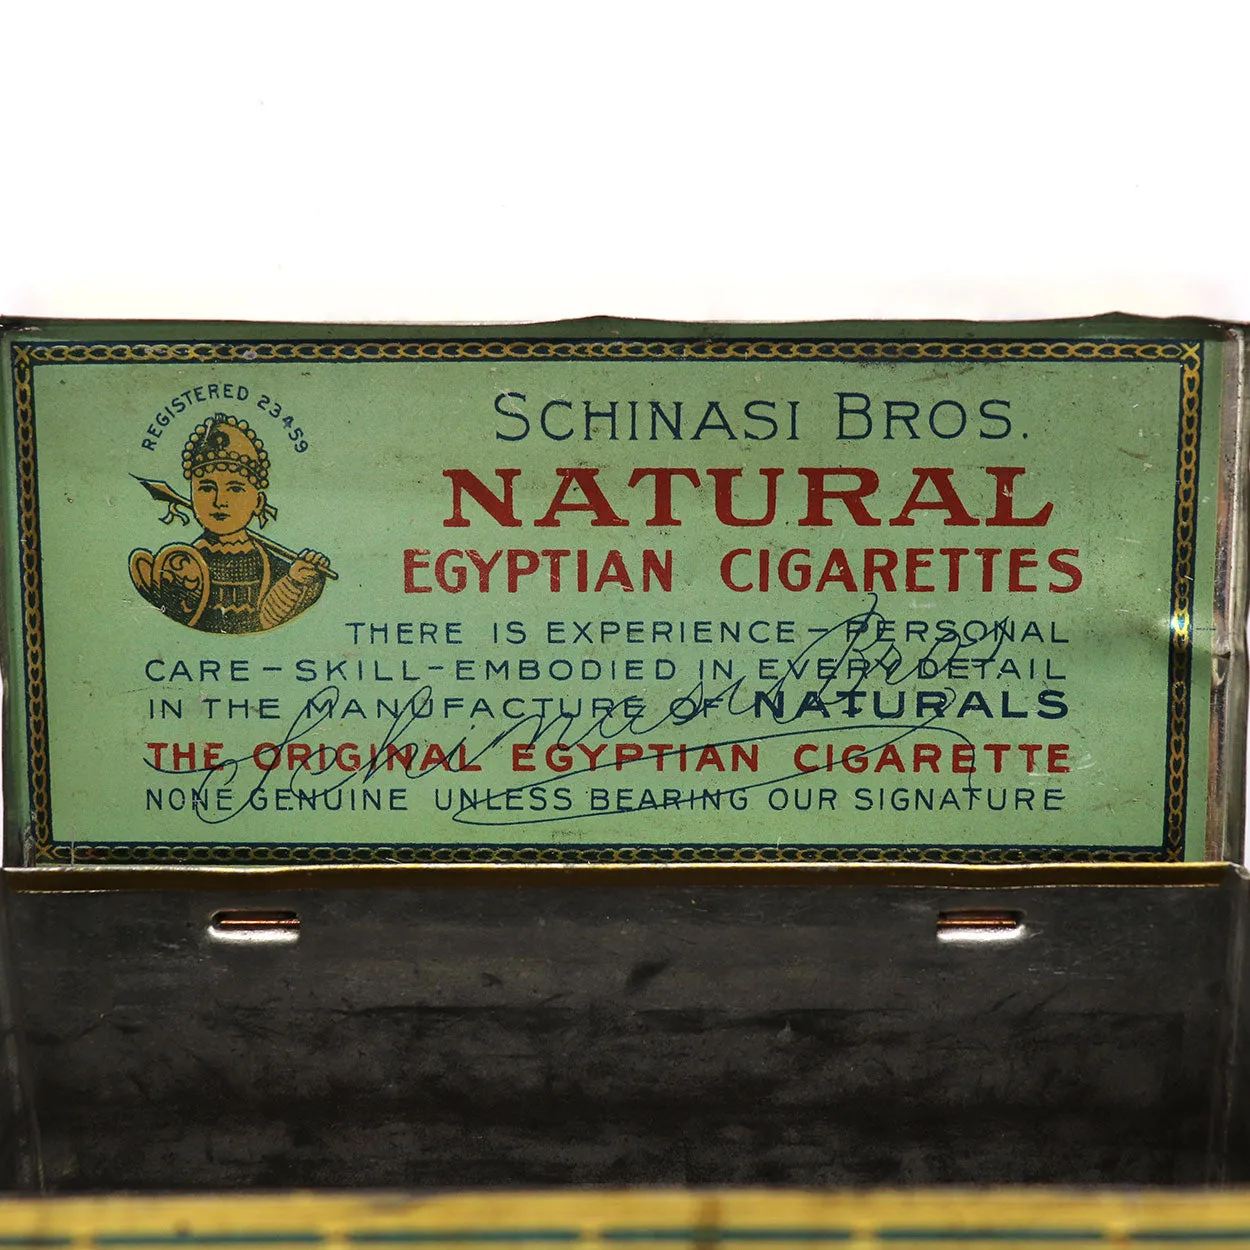 REGISTERED 23459
SCHINASI BROS.
NATURAL
EGYPTIAN CIGARETTES
THERE IS EXPERIENCE–PERSONAL
CARE–SKILL–EMBODIED IN EVERY DETAIL
IN THE MANUFACTURE OF NATURALS
THE ORIGINAL EGYPTIAN CIGARETTE
NONE GENUINE UNLESS BEARING OUR SIGNATURE
Schinasi Bros